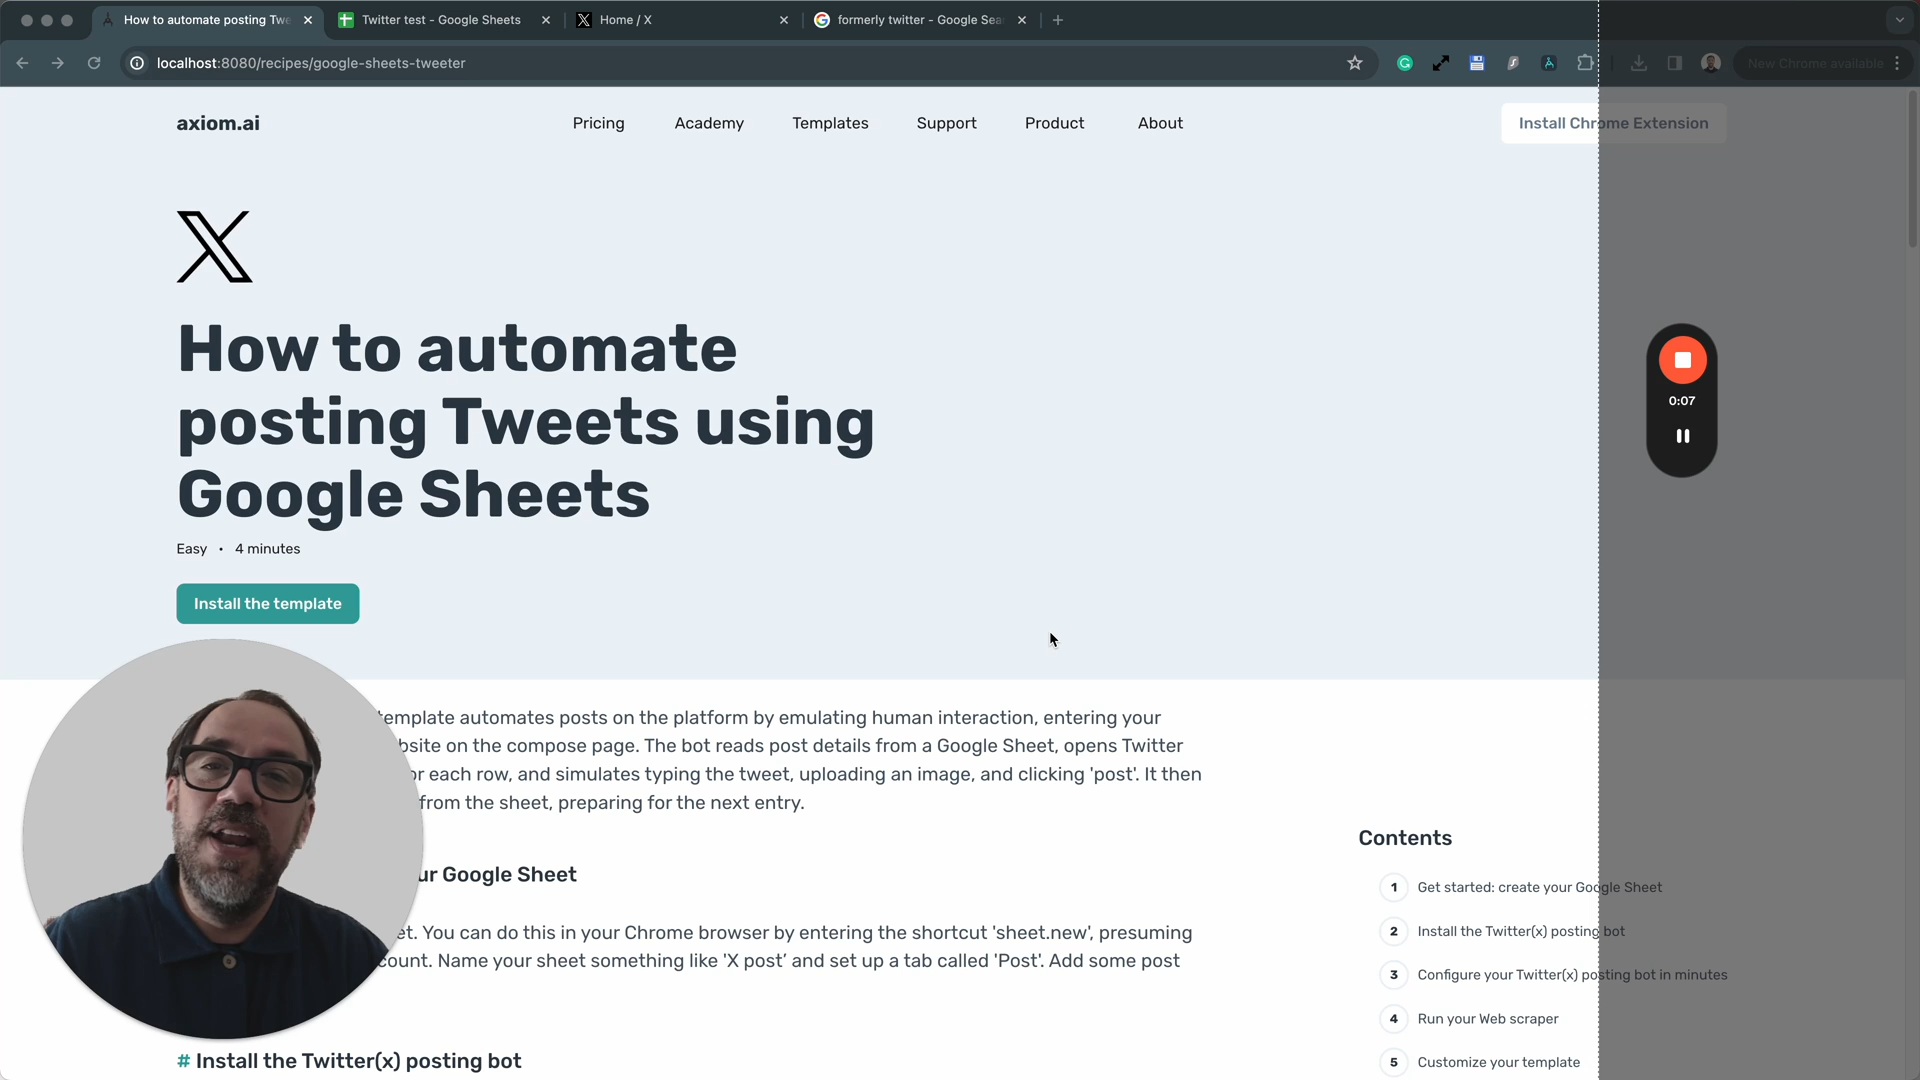 How to automate posting Twe
Twitter test - Google Sheets
Home / X
formerly twitter - Google Sea
localhost:8080/recipes/google-sheets-tweeter
New Chrome available
axiom.ai
Pricing
Academy
Templates
Support
Product
About
Install Chrome Extension
How to automate
posting Tweets using
Google Sheets
Easy • 4 minutes
Install the template
0:07
template automates posts on the platform by emulating human interaction, entering your
bsite on the compose page. The bot reads post details from a Google Sheet, opens Twitter
or each row, and simulates typing the tweet, uploading an image, and clicking 'post'. It then
from the sheet, preparing for the next entry.
ur Google Sheet
et. You can do this in your Chrome browser by entering the shortcut 'sheet.new', presuming
count. Name your sheet something like 'X post’ and set up a tab called 'Post'. Add some post
# Install the Twitter(x) posting bot
Contents
1 Get started: create your Google Sheet
2 Install the Twitter(x) posting bot
3 Configure your Twitter(x) posting bot in minutes
4 Run your Web scraper
5 Customize your template